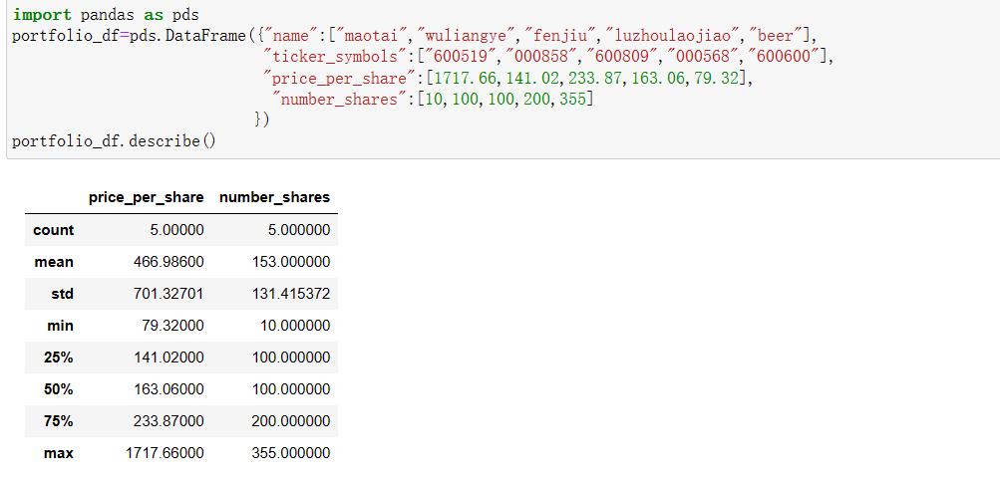 import pandas as pds
portfolio_df=pds.DataFrame({"name":["maotai","wuliangye","fenjiu","luzhoulaojiao","beer"],
"ticker_symbols":["600519","000858","600809","000568","600600"],
"price_per_share":[1717.66,141.02,233.87,163.06,79.32],
"number_shares":[10,100,100,200,355]
})
portfolio_df.describe()
price_per_share number_shares
count 5.00000 5.000000
mean 466.98600 153.000000
std 701.32701 131.415372
min 79.32000 10.000000
25% 141.02000 100.000000
50% 163.06000 100.000000
75% 233.87000 200.000000
max 1717.66000 355.000000